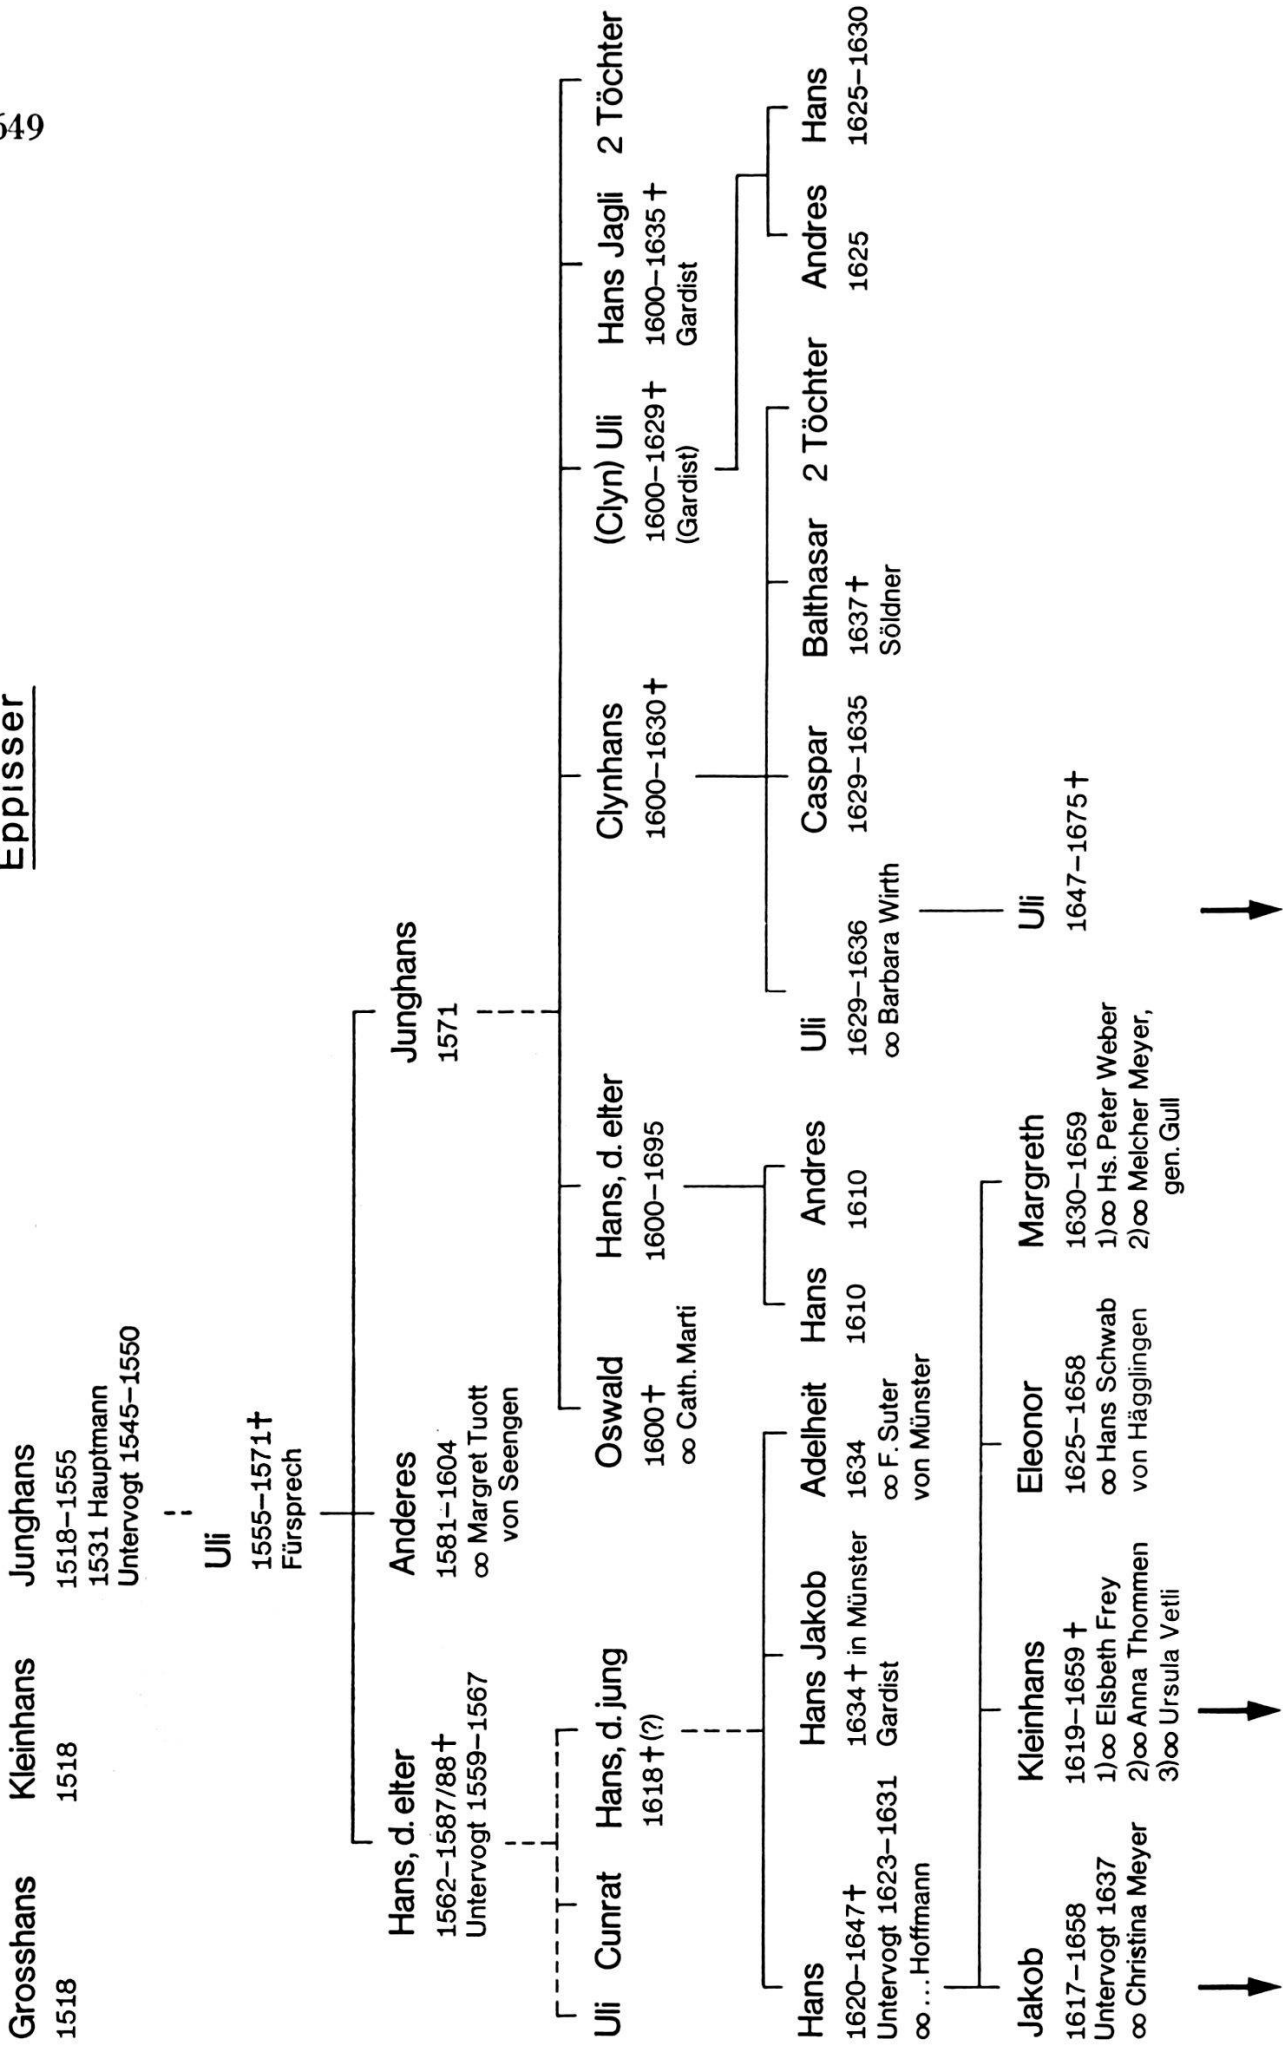 649
Eppisser
Grosshans
1518
Kleinhans
1518
Junghans
1518–1555
1531 Hauptmann
Untervogt 1545–1550
Uli
1555–1571†
Fürsprech
Hans, d. elter
1562–1587/88†
Untervogt 1559–1567
Anderes
1581–1604
∞ Margret Tuott
von Seengen
Junghans
1571
Uli
Cunrat
Hans, d. jung
1618†(?)
Oswald
1600†
∞ Cath. Marti
Hans, d. elter
1600–1695
Clynhans
1600–1630†
(Clyn) Uli
1600–1629†
(Gardist)
Hans Jagli
1600–1635†
Gardist
2 Töchter
Hans
1620–1647†
Untervogt 1623–1631
∞ ... Hoffmann
Hans Jakob
1634† in Münster
Gardist
Adelheit
1634
∞ F. Suter
von Münster
Hans
1610
Andres
1610
Uli
1629–1636
∞ Barbara Wirth
Caspar
1629–1635
Balthasar
1637†
Söldner
2 Töchter
Andres
1625
Hans
1625–1630
Jakob
1617–1658
Untervogt 1637
∞ Christina Meyer
Kleinhans
1619–1659†
1)∞ Elsbeth Frey
2)∞ Anna Thommen
3)∞ Ursula Vetli
Eleonor
1625–1658
∞ Hans Schwab
von Hägglingen
Margreth
1630–1659
1)∞ Hs. Peter Weber
2)∞ Melcher Meyer,
gen. Gull
Uli
1647–1675†